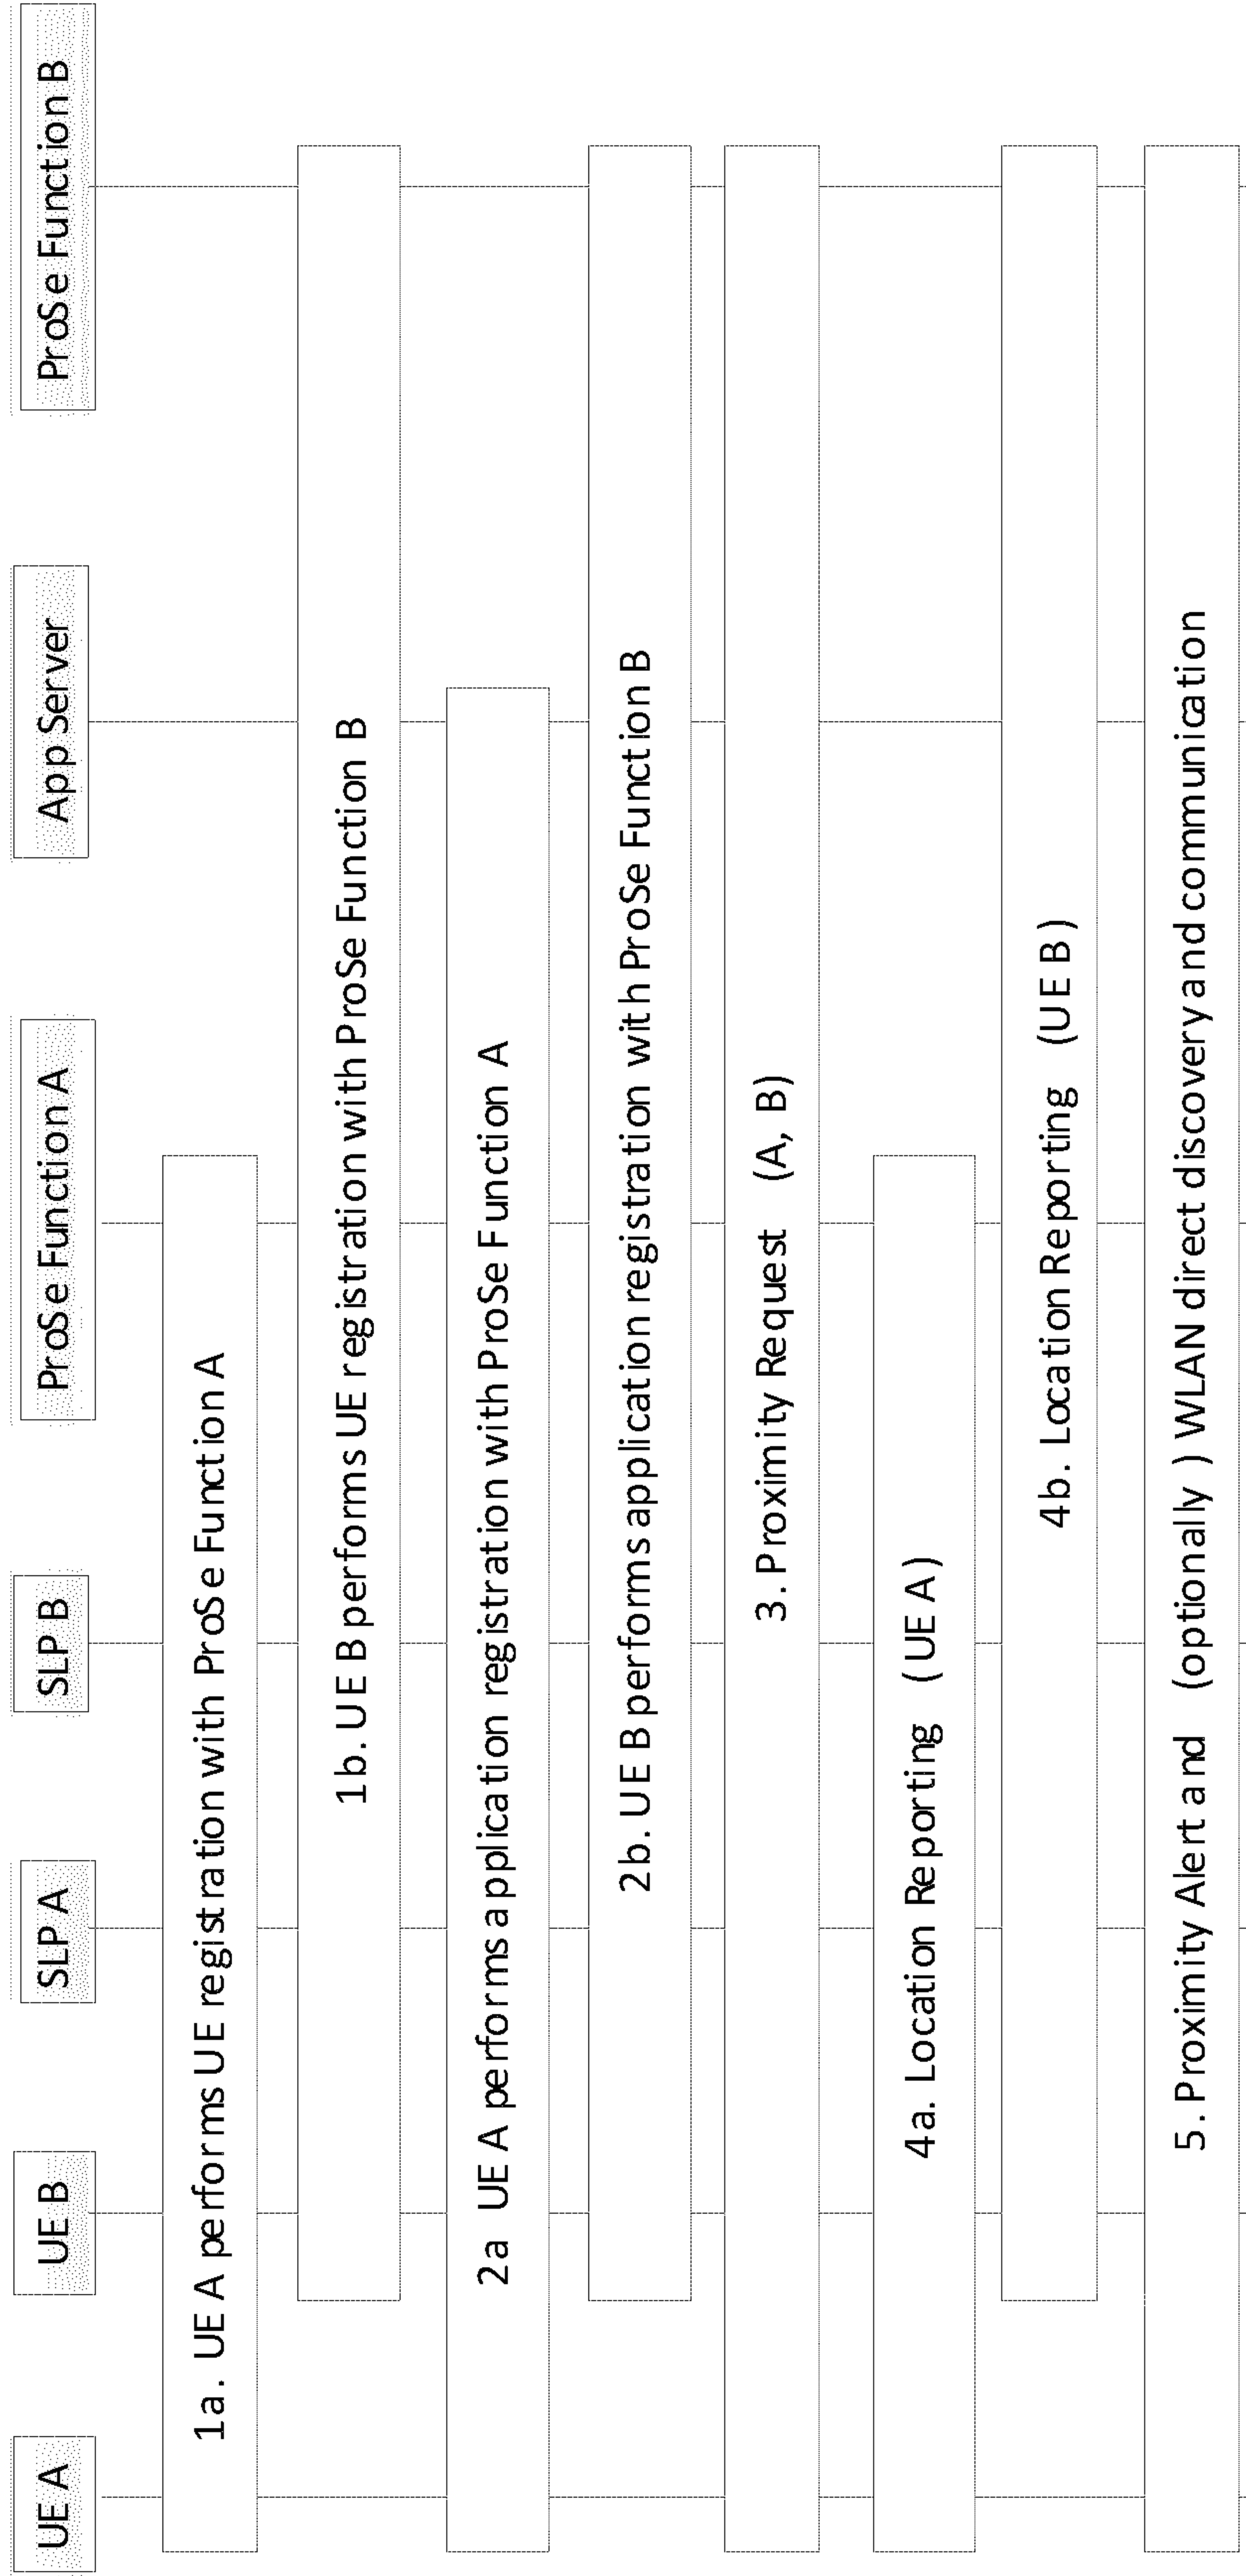 UE A
UE B
SLP A
SLP B
ProSe Function A
App Server
ProSe Function B
1a. UE A performs UE registration with ProSe Function A
1b. UE B performs UE registration with ProSe Function B
2a UE A performs application registration with ProSe Function A
2b. UE B performs application registration with ProSe Function B
3. Proximity Request (A, B)
4a. Location Reporting (UE A)
4b. Location Reporting (UE B)
5. Proximity Alert and (optionally ) WLAN direct discovery and communication